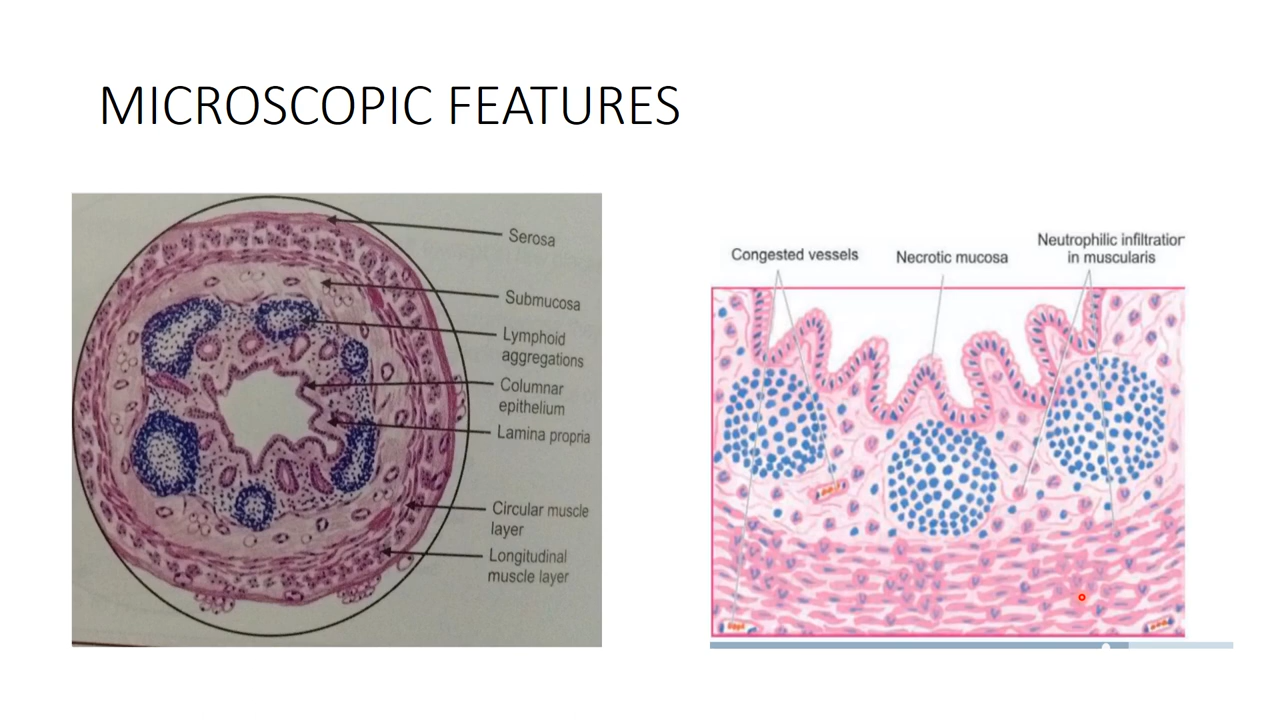 MICROSCOPIC FEATURES
Serosa
Submucosa
Lymphoid
aggregations
Columnar
epithelium
Lamina propria
Circular muscle
layer
Longitudinal
muscle layer
Congested vessels
Necrotic mucosa
Neutrophilic infiltration
in muscularis